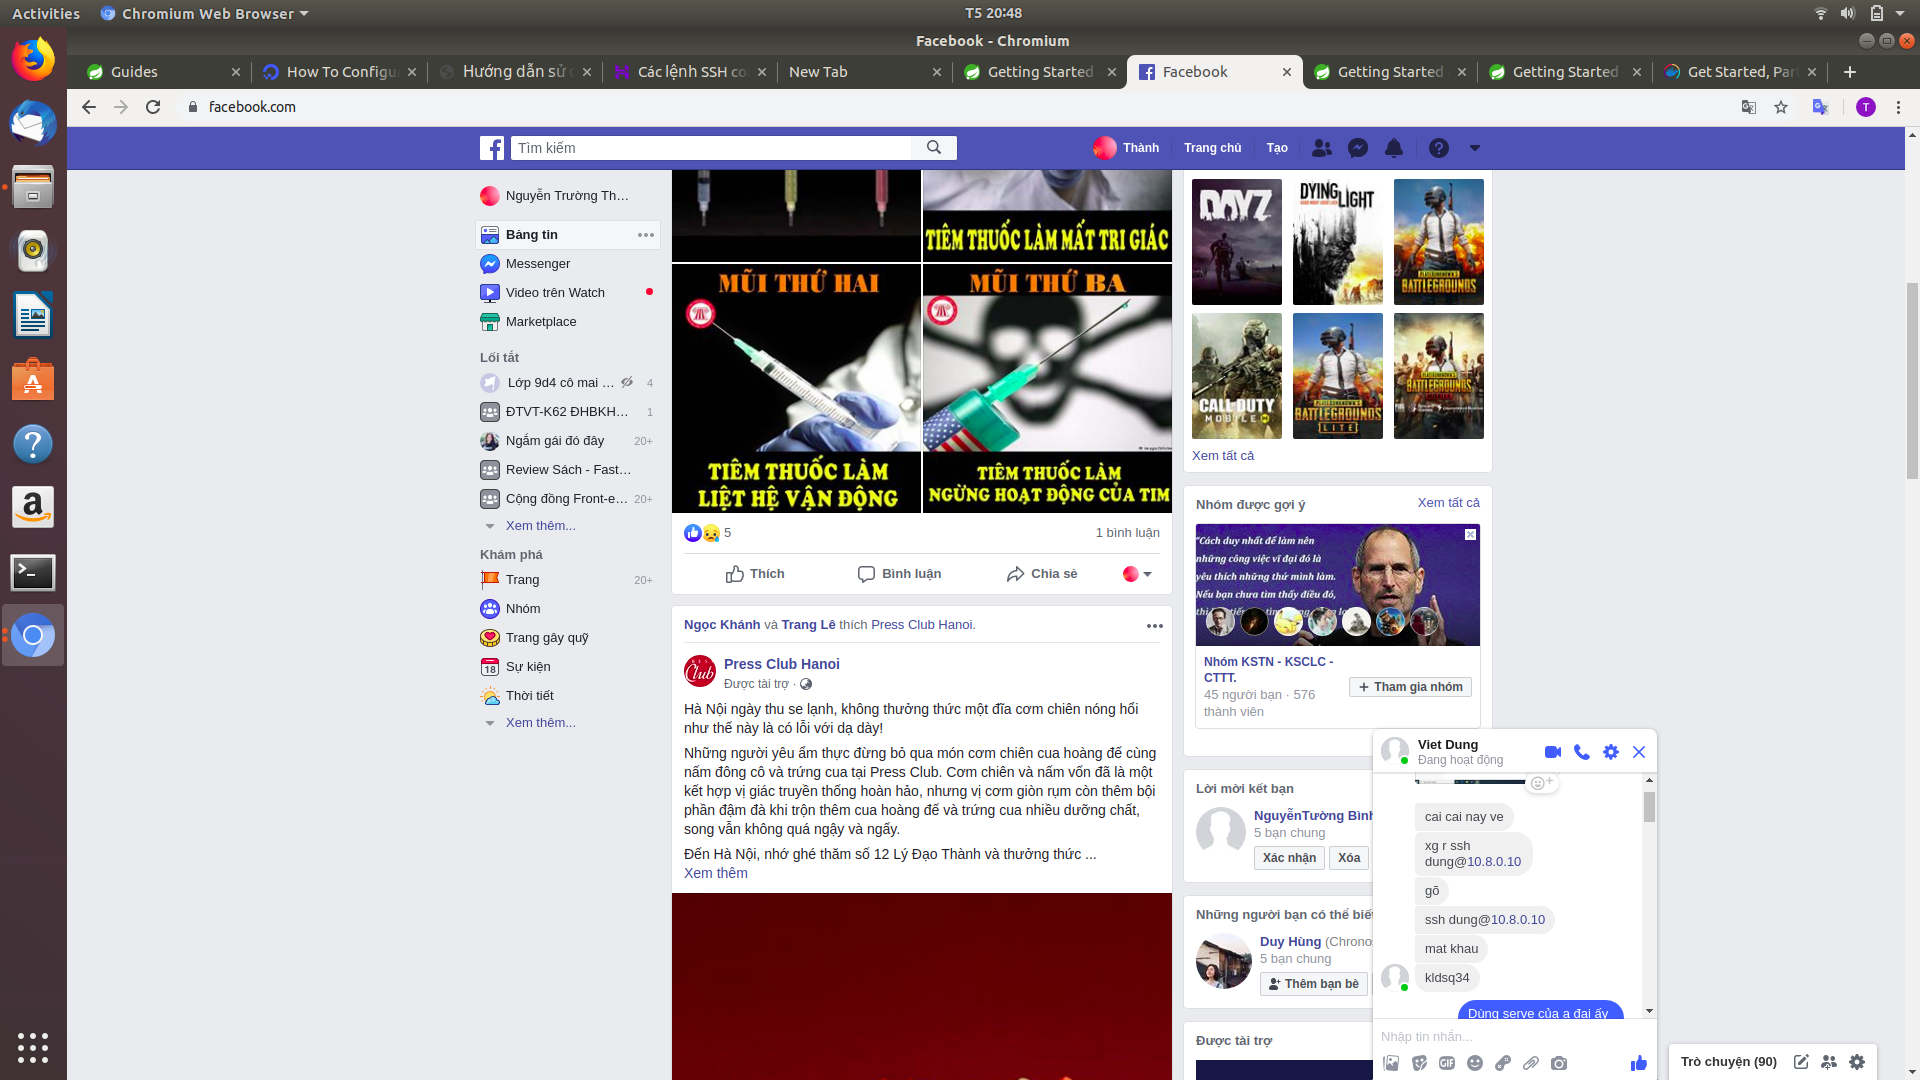 Activities
Chromium Web Browser
T5 20:48
Facebook - Chromium
Guides
How To Configu
Hướng dẫn sử
Các lệnh SSH co
New Tab
Getting Started
Facebook
Getting Started
Getting Started
Get Started, Par
facebook.com
T
Tìm kiếm
Thành
Trang chủ
Tạo
Nguyễn Trường Th...
Bảng tin
Messenger
Video trên Watch
Marketplace
Lối tắt
Lớp 9d4 cô mai ...
4
ĐTVT-K62 ĐHBKH...
1
Ngắm gái đó đây
20+
Review Sách - Fast...
Cộng đồng Front-e...
20+
Xem thêm...
Khám phá
Trang
20+
Nhóm
Trang gây quỹ
18
Sự kiện
Thời tiết
Xem thêm...
TIÊM THUỐC LÀM MẤT TRI GIÁC
MŨI THỨ HAI
TIÊM THUỐC LÀM
LIỆT HỆ VẬN ĐỘNG
MŨI THỨ BA
TIÊM THUỐC LÀM
NGỪNG HOẠT ĐỘNG CỦA TIM
5
1 bình luận
Thích
Bình luận
Chia sẻ
Ngọc Khánh và Trang Lê thích Press Club Hanoi.
Club
Press Club Hanoi
Được tài trợ ·
Hà Nội ngày thu se lạnh, không thưởng thức một đĩa cơm chiên nóng hổi
như thế này là có lỗi với dạ dày!
Những người yêu ẩm thực đừng bỏ qua món cơm chiên cua hoàng đế cùng
nấm đông cô và trứng cua tại Press Club. Cơm chiên và nấm vốn đã là một
kết hợp vị giác truyền thống hoàn hảo, nhưng vị cơm giòn rụm còn thêm bội
phần đậm đà khi trộn thêm cua hoàng đế và trứng cua nhiều dưỡng chất,
song vẫn không quá ngậy và ngấy.
Đến Hà Nội, nhớ ghé thăm số 12 Lý Đạo Thành và thưởng thức ...
Xem thêm
DAYZ
DYING LIGHT
BATTLEGROUNDS
CALL DUTY
MOBILE
BATTLEGROUNDS
LITE
BATTLEGROUNDS
Xem tất cả
Nhóm được gợi ý
Xem tất cả
"Cách duy nhất để làm nên
những công việc vĩ đại đó là
yêu thích những thứ mình làm.
Nếu bạn chưa tìm thấy điều đó,
Nhóm KSTN - KSCLC -
CTTT.
45 người bạn · 576
thành viên
Tham gia nhóm
Lời mời kết bạn
NguyễnTường Bình
5 bạn chung
Xác nhận
Xóa
Những người bạn có thể biết
Duy Hùng (Chrono
5 bạn chung
Thêm bạn bè
Được tài trợ
Viet Dung
Đang hoạt động
cai cai nay ve
xg r ssh
dung@10.8.0.10
gõ
ssh dung@10.8.0.10
mat khau
kldsq34
Dùng serve của a đại ấy
Nhập tin nhắn...
GIF
Trò chuyện (90)